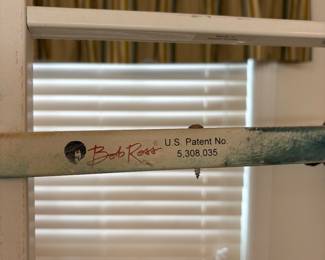 Bob Ross®
U.S. Patent No.
5,308,035